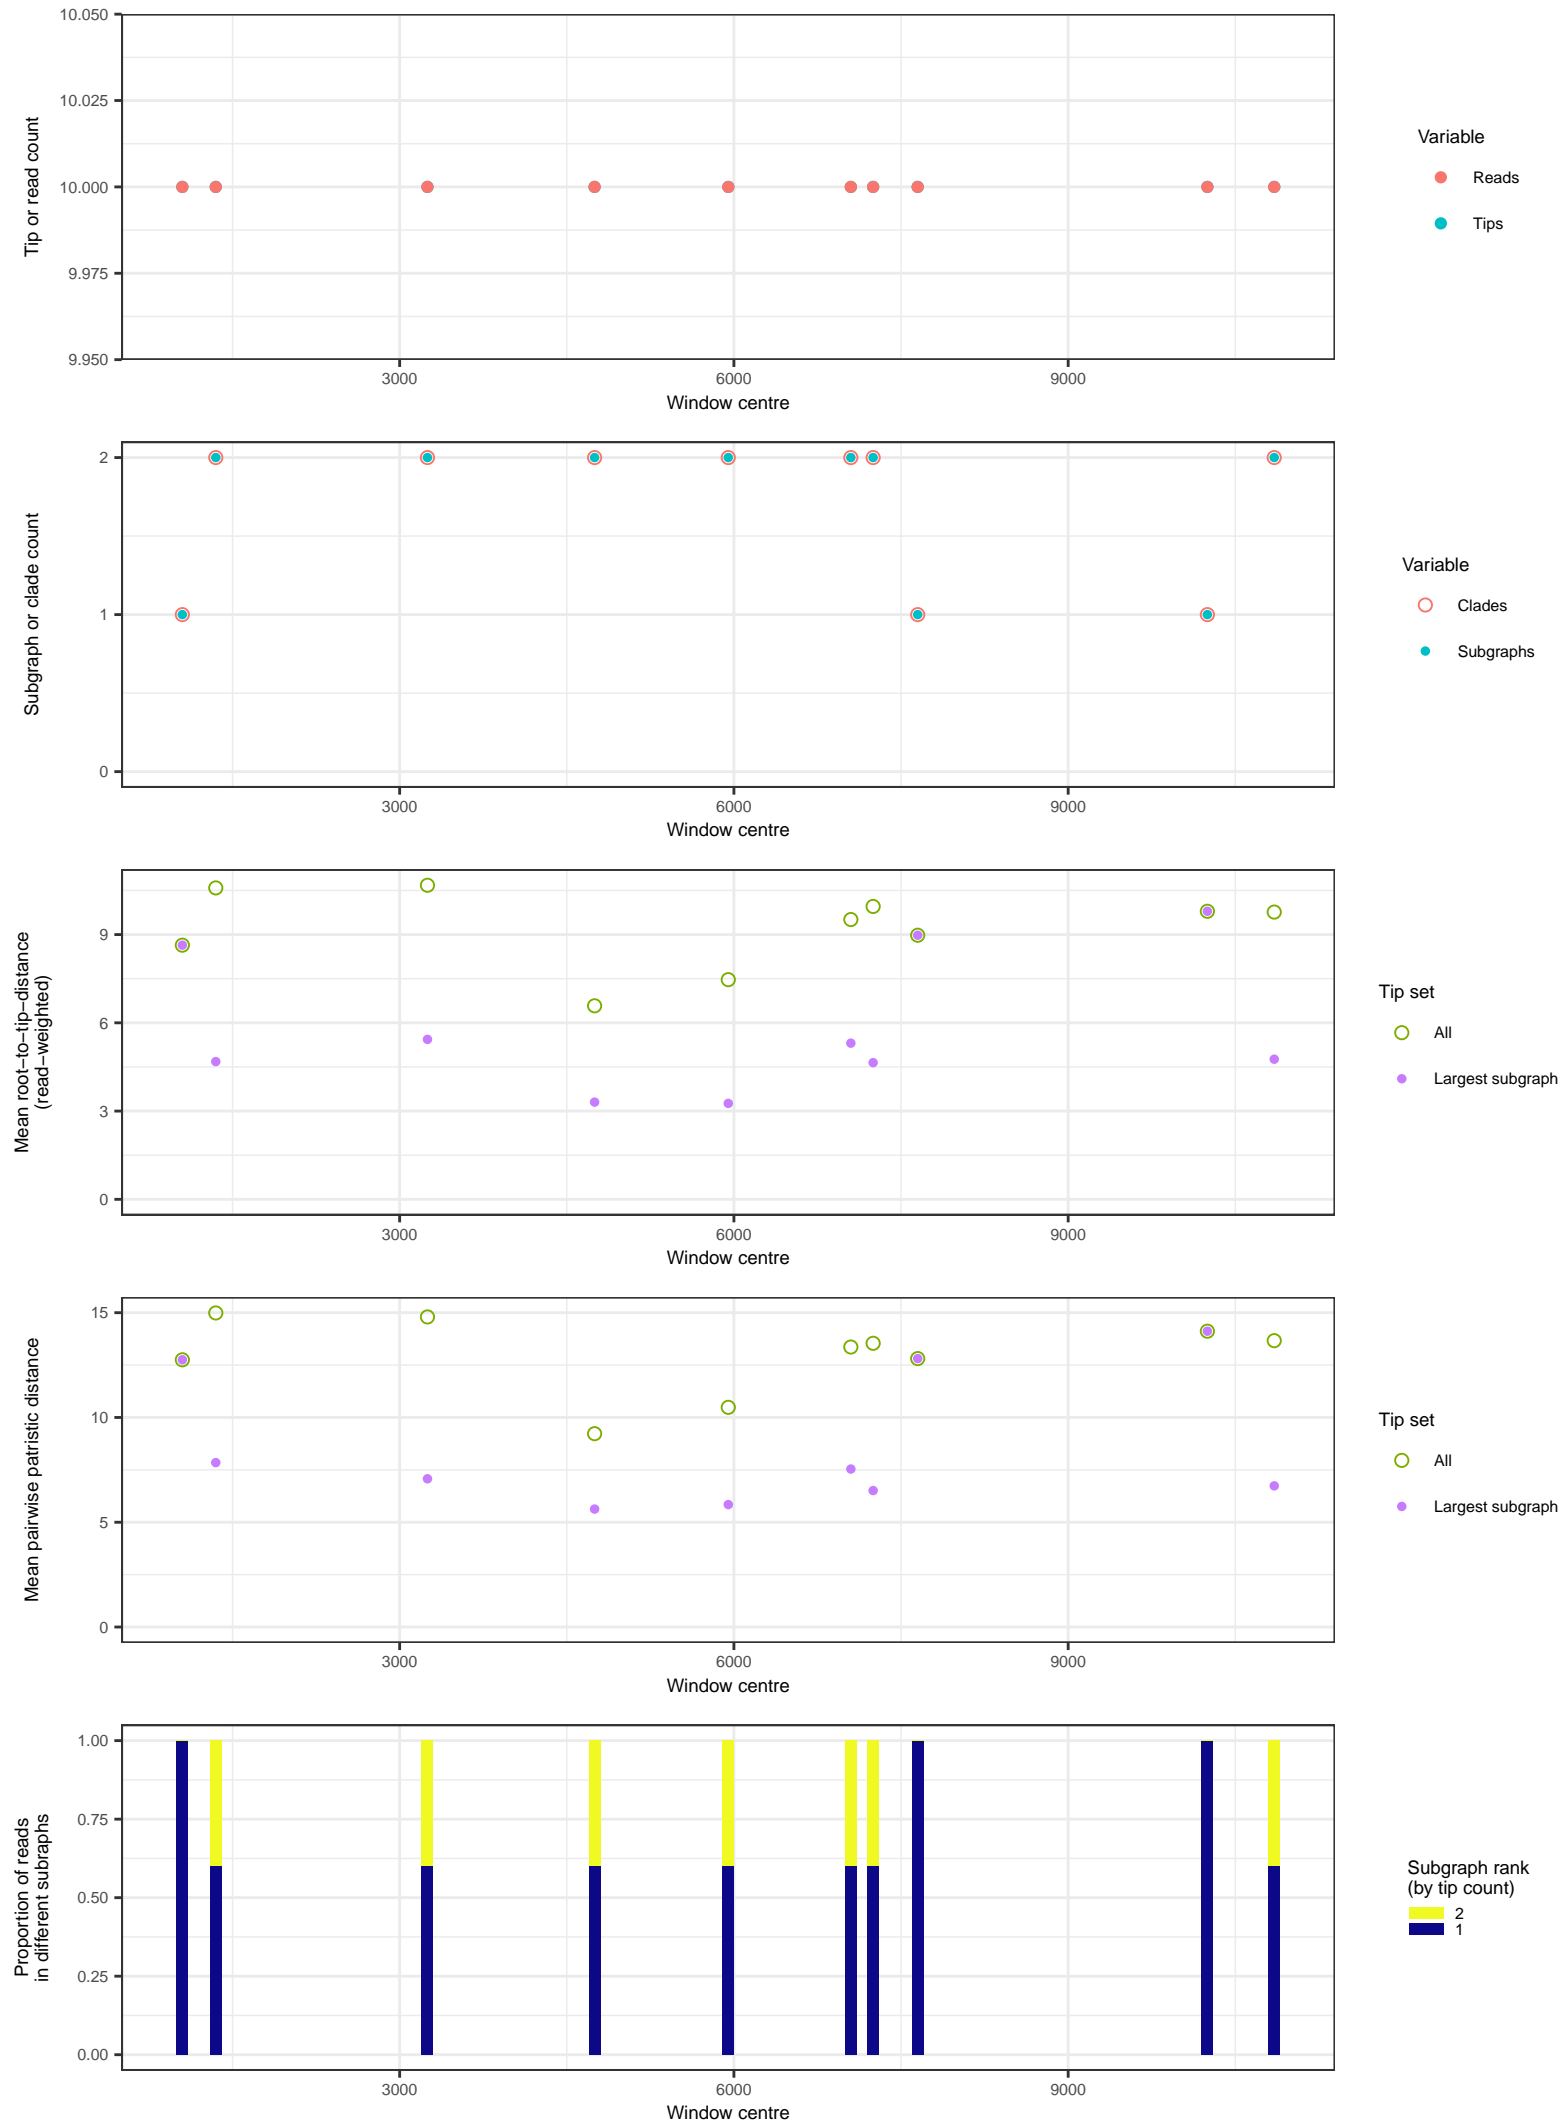 10.050
10.025
10.000
9.975
9.950
Tip or read count
3000 6000 9000
Window centre
Variable
Reads
Tips
2
1
0
Subgraph or clade count
3000 6000 9000
Window centre
Variable
Clades
Subgraphs
9
6
3
0
Mean root−to−tip−distance
(read−weighted)
3000 6000 9000
Window centre
Tip set
All
Largest subgraph
15
10
5
0
Mean pairwise patristic distance
3000 6000 9000
Window centre
Tip set
All
Largest subgraph
1.00
0.75
0.50
0.25
0.00
Proportion of reads
in different subraphs
3000 6000 9000
Window centre
Subgraph rank
(by tip count)
2
1